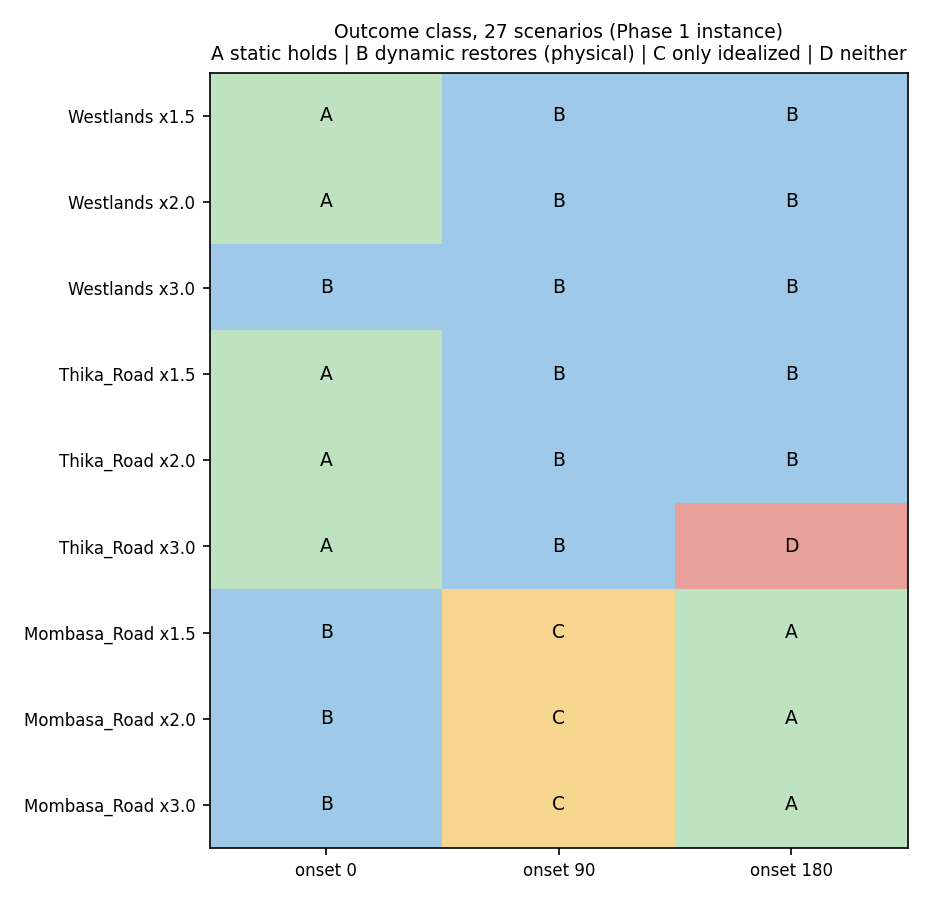 Outcome class, 27 scenarios (Phase 1 instance)
A static holds | B dynamic restores (physical) | C only idealized | D neither
Westlands x1.5 A B B
Westlands x2.0 A B B
Westlands x3.0 B B B
Thika_Road x1.5 A B B
Thika_Road x2.0 A B B
Thika_Road x3.0 A B D
Mombasa_Road x1.5 B C A
Mombasa_Road x2.0 B C A
Mombasa_Road x3.0 B C A
onset 0 onset 90 onset 180